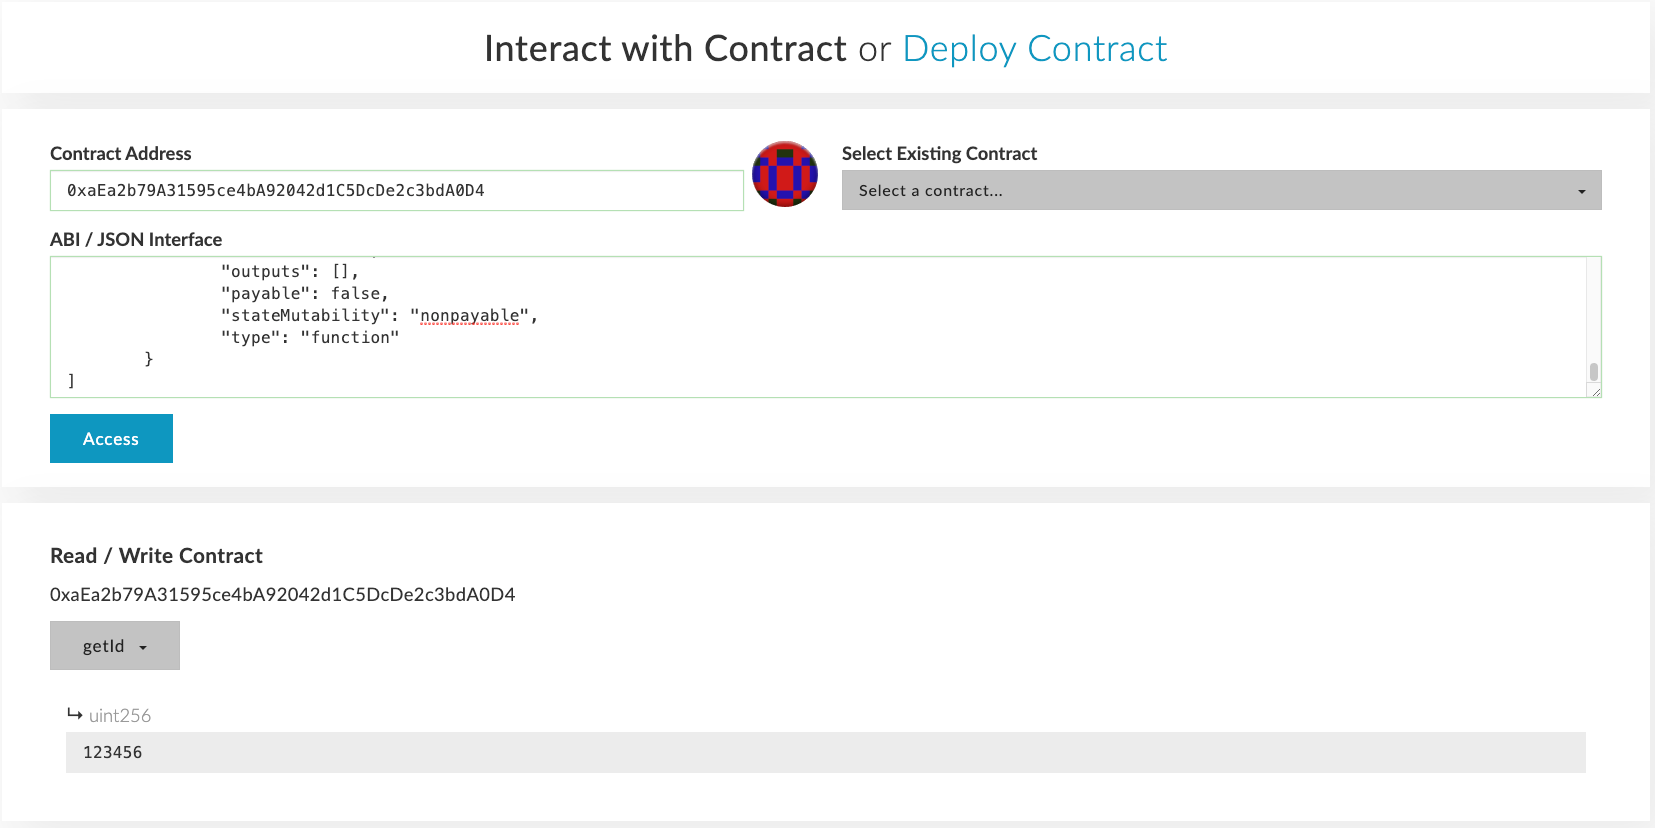 Interact with Contract or Deploy Contract
Contract Address
0xaEa2b79A31595ce4bA92042d1C5DcDe2c3bdA0D4
Select Existing Contract
Select a contract...
ABI / JSON Interface
"outputs": [],
"payable": false,
"stateMutability": "nonpayable",
"type": "function"
}
]
Access
Read / Write Contract
0xaEa2b79A31595ce4bA92042d1C5DcDe2c3bdA0D4
getId
uint256
123456